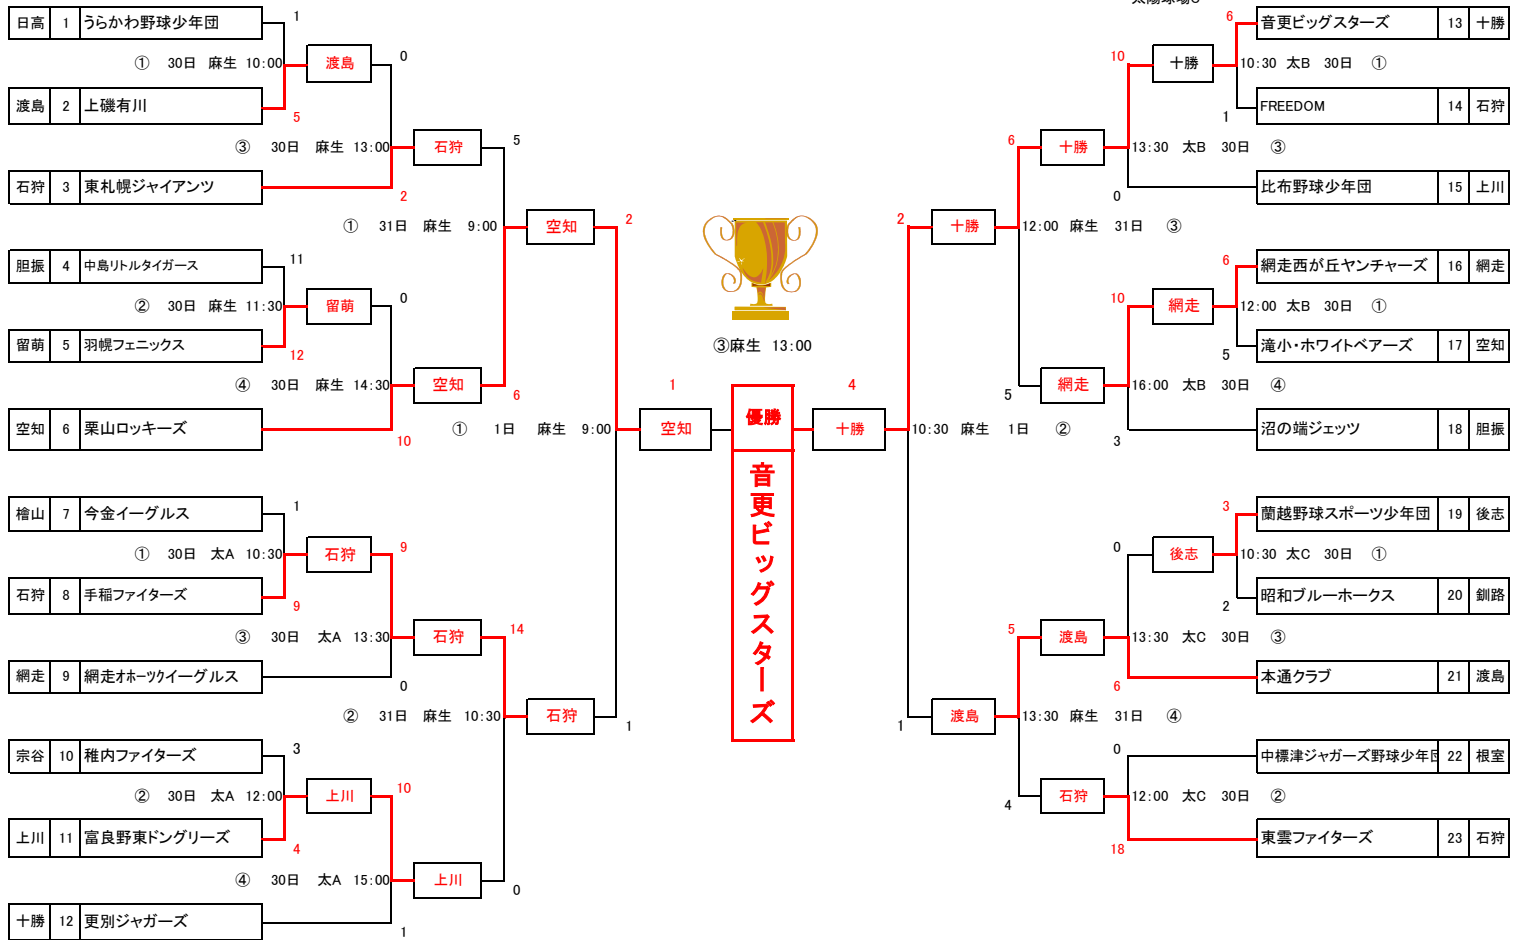 太陽球場C
日高 1 うらかわ野球少年団
1
① 30日 麻生 10:00
渡島
0
渡島 2 上磯有川
5
③ 30日 麻生 13:00
石狩
5
石狩 3 東札幌ジャイアンツ
2
① 31日 麻生 9:00
空知
2
胆振 4 中島リトルタイガース
11
② 30日 麻生 11:30
留萌
0
留萌 5 羽幌フェニックス
12
④ 30日 麻生 14:30
空知
6
栗山ロッキーズ
空知 6
10
① 1日 麻生 9:00
空知
1
檜山 7 今金イーグルス
1
① 30日 太A 10:30
石狩
9
石狩 8 手稲ファイターズ
9
③ 30日 太A 13:30
石狩
14
網走 9 網走オホーツクイーグルス
0
② 31日 麻生 10:30
石狩
1
宗谷 10 稚内ファイターズ
3
② 30日 太A 12:00
上川
10
上川 11 富良野東ドングリーズ
4
④ 30日 太A 15:00
上川
0
十勝 12 更別ジャガーズ
1
③麻生 13:00
優勝
音更ビッグスターズ
4
十勝
10:30 麻生 1日 ②
2
十勝
12:00 麻生 31日 ③
6
十勝
13:30 太B 30日 ③
10
十勝
10:30 太B 30日 ①
6
音更ビッグスターズ 13 十勝
1
FREEDOM 14 石狩
0
比布野球少年団 15 上川
5
網走
16:00 太B 30日 ④
10
網走
12:00 太B 30日 ①
6
網走西が丘ヤンチャーズ 16 網走
5
滝小・ホワイトベアーズ 17 空知
3
沼の端ジェッツ 18 胆振
1
渡島
13:30 麻生 31日 ④
5
渡島
13:30 太C 30日 ③
0
後志
10:30 太C 30日 ①
3
蘭越野球スポーツ少年団 19 後志
2
昭和ブルーホークス 20 釧路
6
本通クラブ 21 渡島
4
石狩
12:00 太C 30日 ②
0
中標津ジャガーズ野球少年団 22 根室
18
東雲ファイターズ 23 石狩